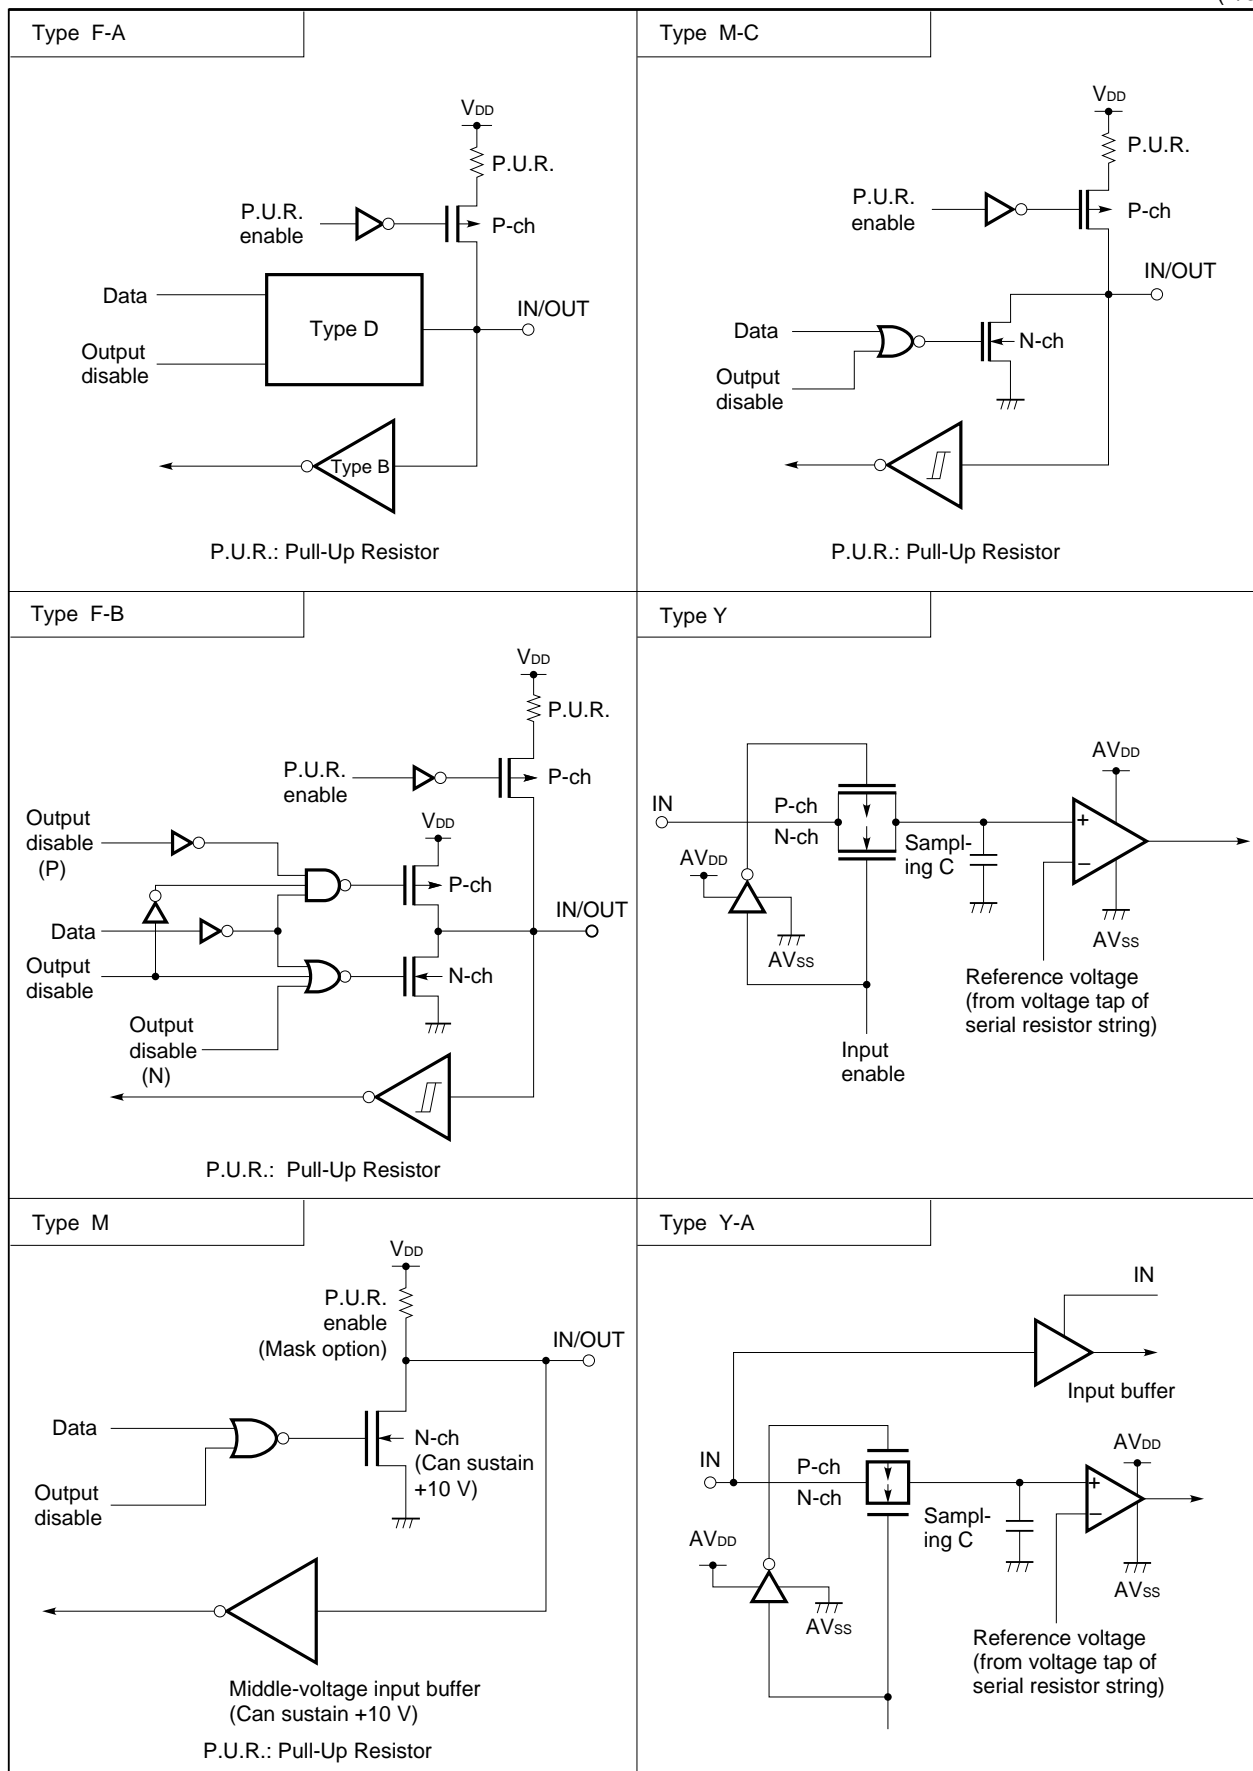 Type F-A
VDD
P.U.R.
P.U.R.
enable
P-ch
Data
Type D
IN/OUT
Output
disable
Type B
P.U.R.: Pull-Up Resistor
Type M-C
VDD
P.U.R.
P.U.R.
enable
P-ch
IN/OUT
Data
N-ch
Output
disable
P.U.R.: Pull-Up Resistor
Type F-B
VDD
P.U.R.
P.U.R.
enable
P-ch
Output
disable
(P)
VDD
P-ch
IN/OUT
Data
Output
disable
N-ch
Output
disable
(N)
P.U.R.: Pull-Up Resistor
Type Y
AVDD
IN
P-ch
N-ch
+
Sampl-
ing C
−
AVDD
AVSS
AVSS
Reference voltage
(from voltage tap of
serial resistor string)
Input
enable
Type M
VDD
P.U.R.
enable
(Mask option)
IN/OUT
Data
N-ch
(Can sustain
+10 V)
Output
disable
Middle-voltage input buffer
(Can sustain +10 V)
P.U.R.: Pull-Up Resistor
Type Y-A
IN
Input buffer
IN
P-ch
N-ch
AVDD
+
−
Sampl-
ing C
AVDD
AVSS
AVSS
Reference voltage
(from voltage tap of
serial resistor string)